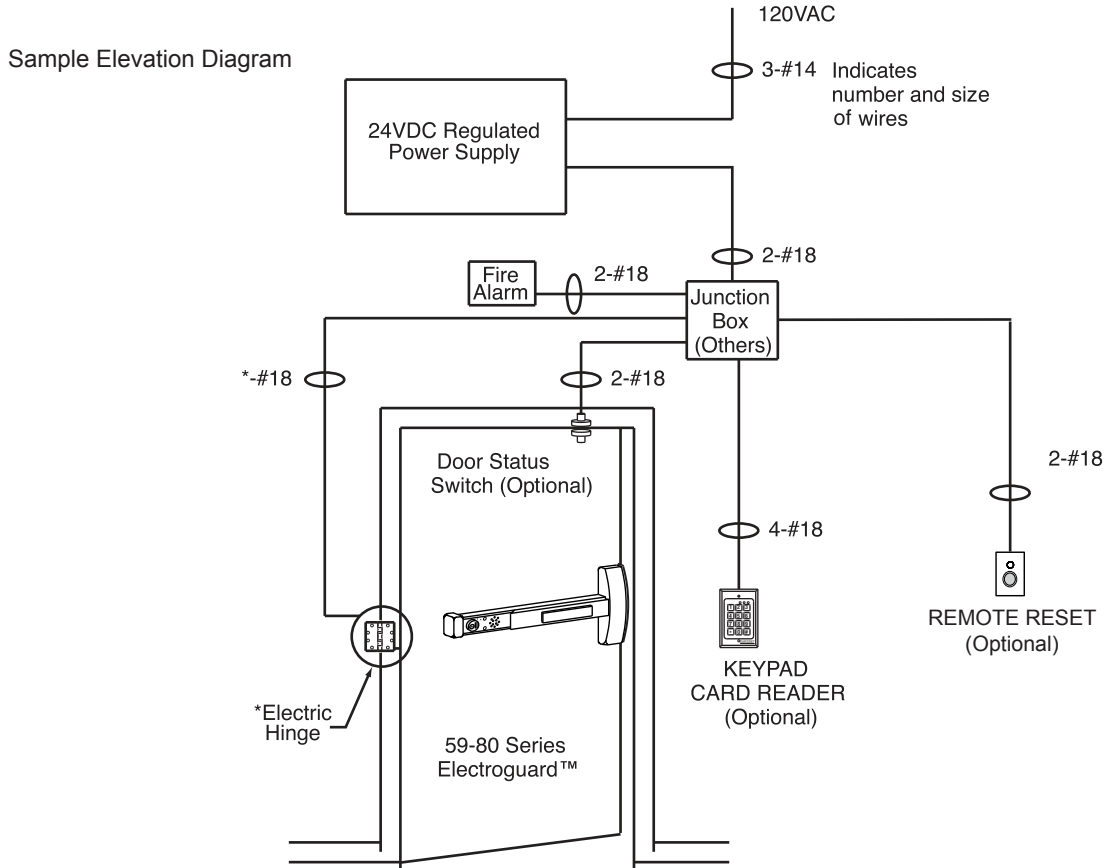 120VAC
Sample Elevation Diagram
3-#14 Indicates
number and size
of wires
24VDC Regulated
Power Supply
2-#18
Fire
Alarm
2-#18
Junction
Box
(Others)
*-#18
2-#18
Door Status
Switch (Optional)
2-#18
4-#18
REMOTE RESET
(Optional)
KEYPAD
CARD READER
(Optional)
*Electric
Hinge
59-80 Series
Electroguard™